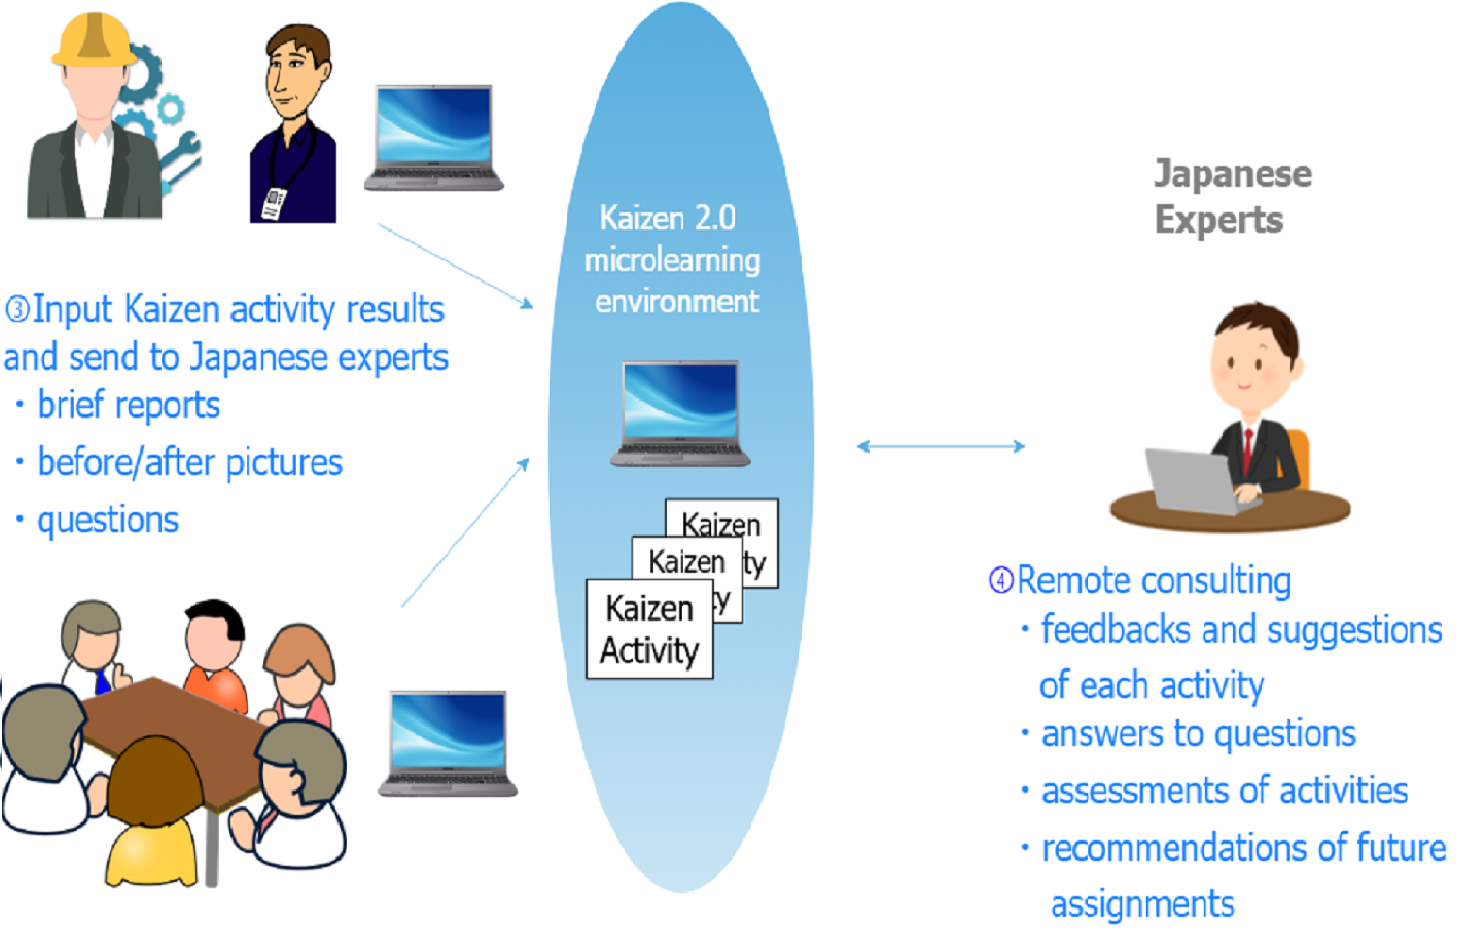 ③Input Kaizen activity results
and send to Japanese experts
・brief reports
・before/after pictures
・questions
Kaizen 2.0
microlearning
environment
Kaizen
ty
Kaizen
ty
Kaizen
Activity
Japanese
Experts
④Remote consulting
・feedbacks and suggestions
of each activity
・answers to questions
・assessments of activities
・recommendations of future
assignments